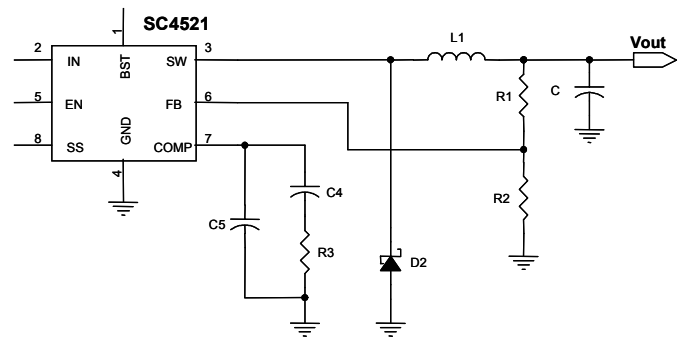 SC4521
1
2
IN
BST
SW
3
L1
Vout
5
EN
FB
6
R1
C
8
SS
GND
COMP
7
4
C4
R2
C5
R3
D2